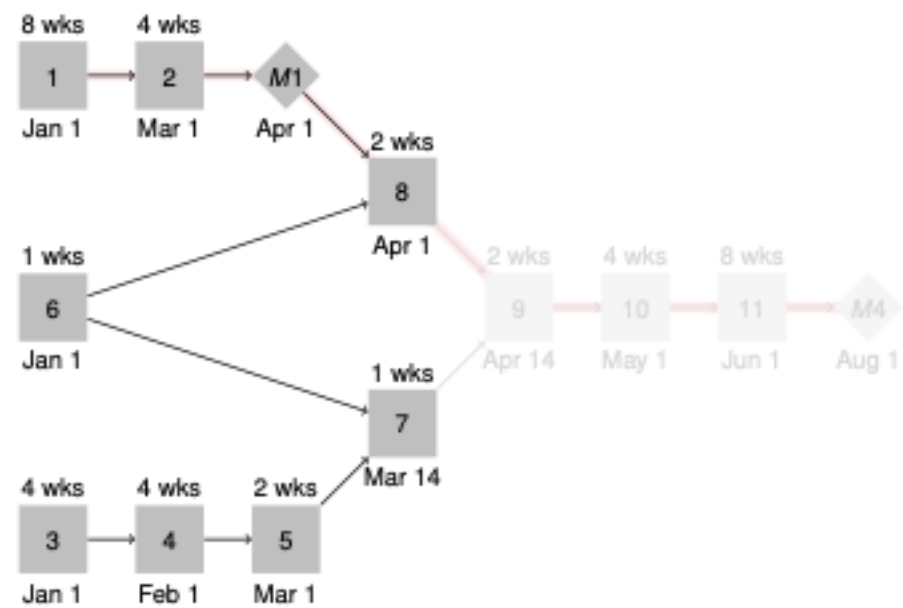 8 wks
4 wks
1
2
M1
Jan 1
Mar 1
Apr 1
2 wks
8
Apr 1
1 wks
2 wks
4 wks
8 wks
6
9
10
11
M4
Jan 1
Apr 14
May 1
Jun 1
Aug 1
1 wks
7
Mar 14
4 wks
4 wks
2 wks
3
4
5
Jan 1
Feb 1
Mar 1